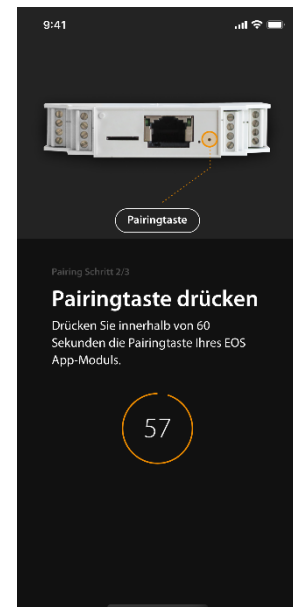 9:41
Pairingtaste
Pairing Schritt 2/3
Pairingtaste drücken
Drücken Sie innerhalb von 60
Sekunden die Pairingtaste Ihres EOS
App-Moduls.
57